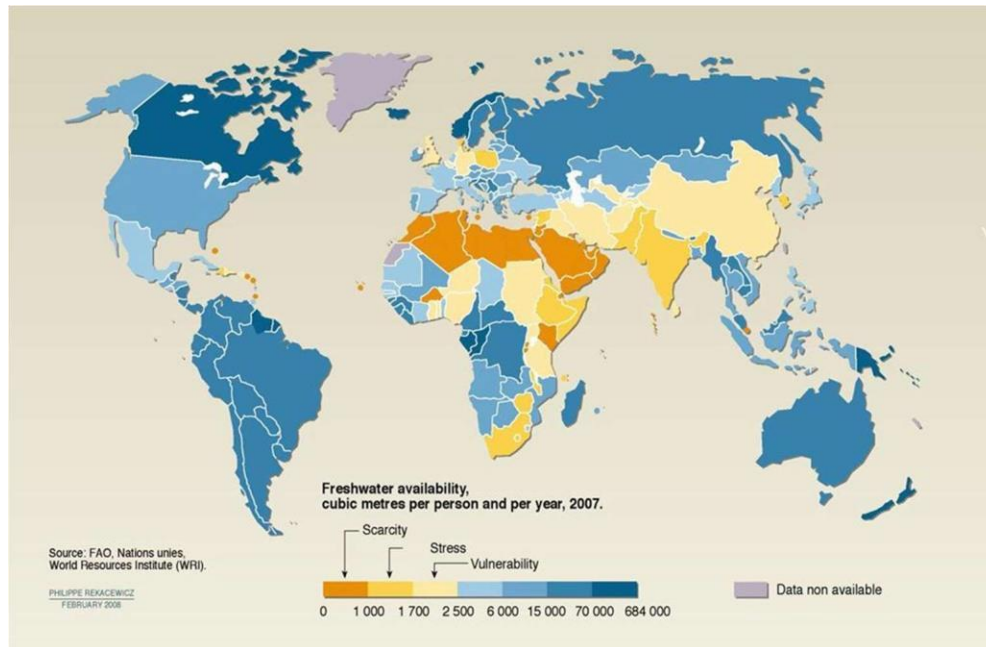 Freshwater availability,
cubic metres per person and per year, 2007.
Scarcity
Stress
Vulnerability
0 1 000 1 700 2 500 6 000 15 000 70 000 684 000
Data non available
Source: FAO, Nations unies,
World Resources Institute (WRI).
PHILIPPE REKACEWICZ
FEBRUARY 2008